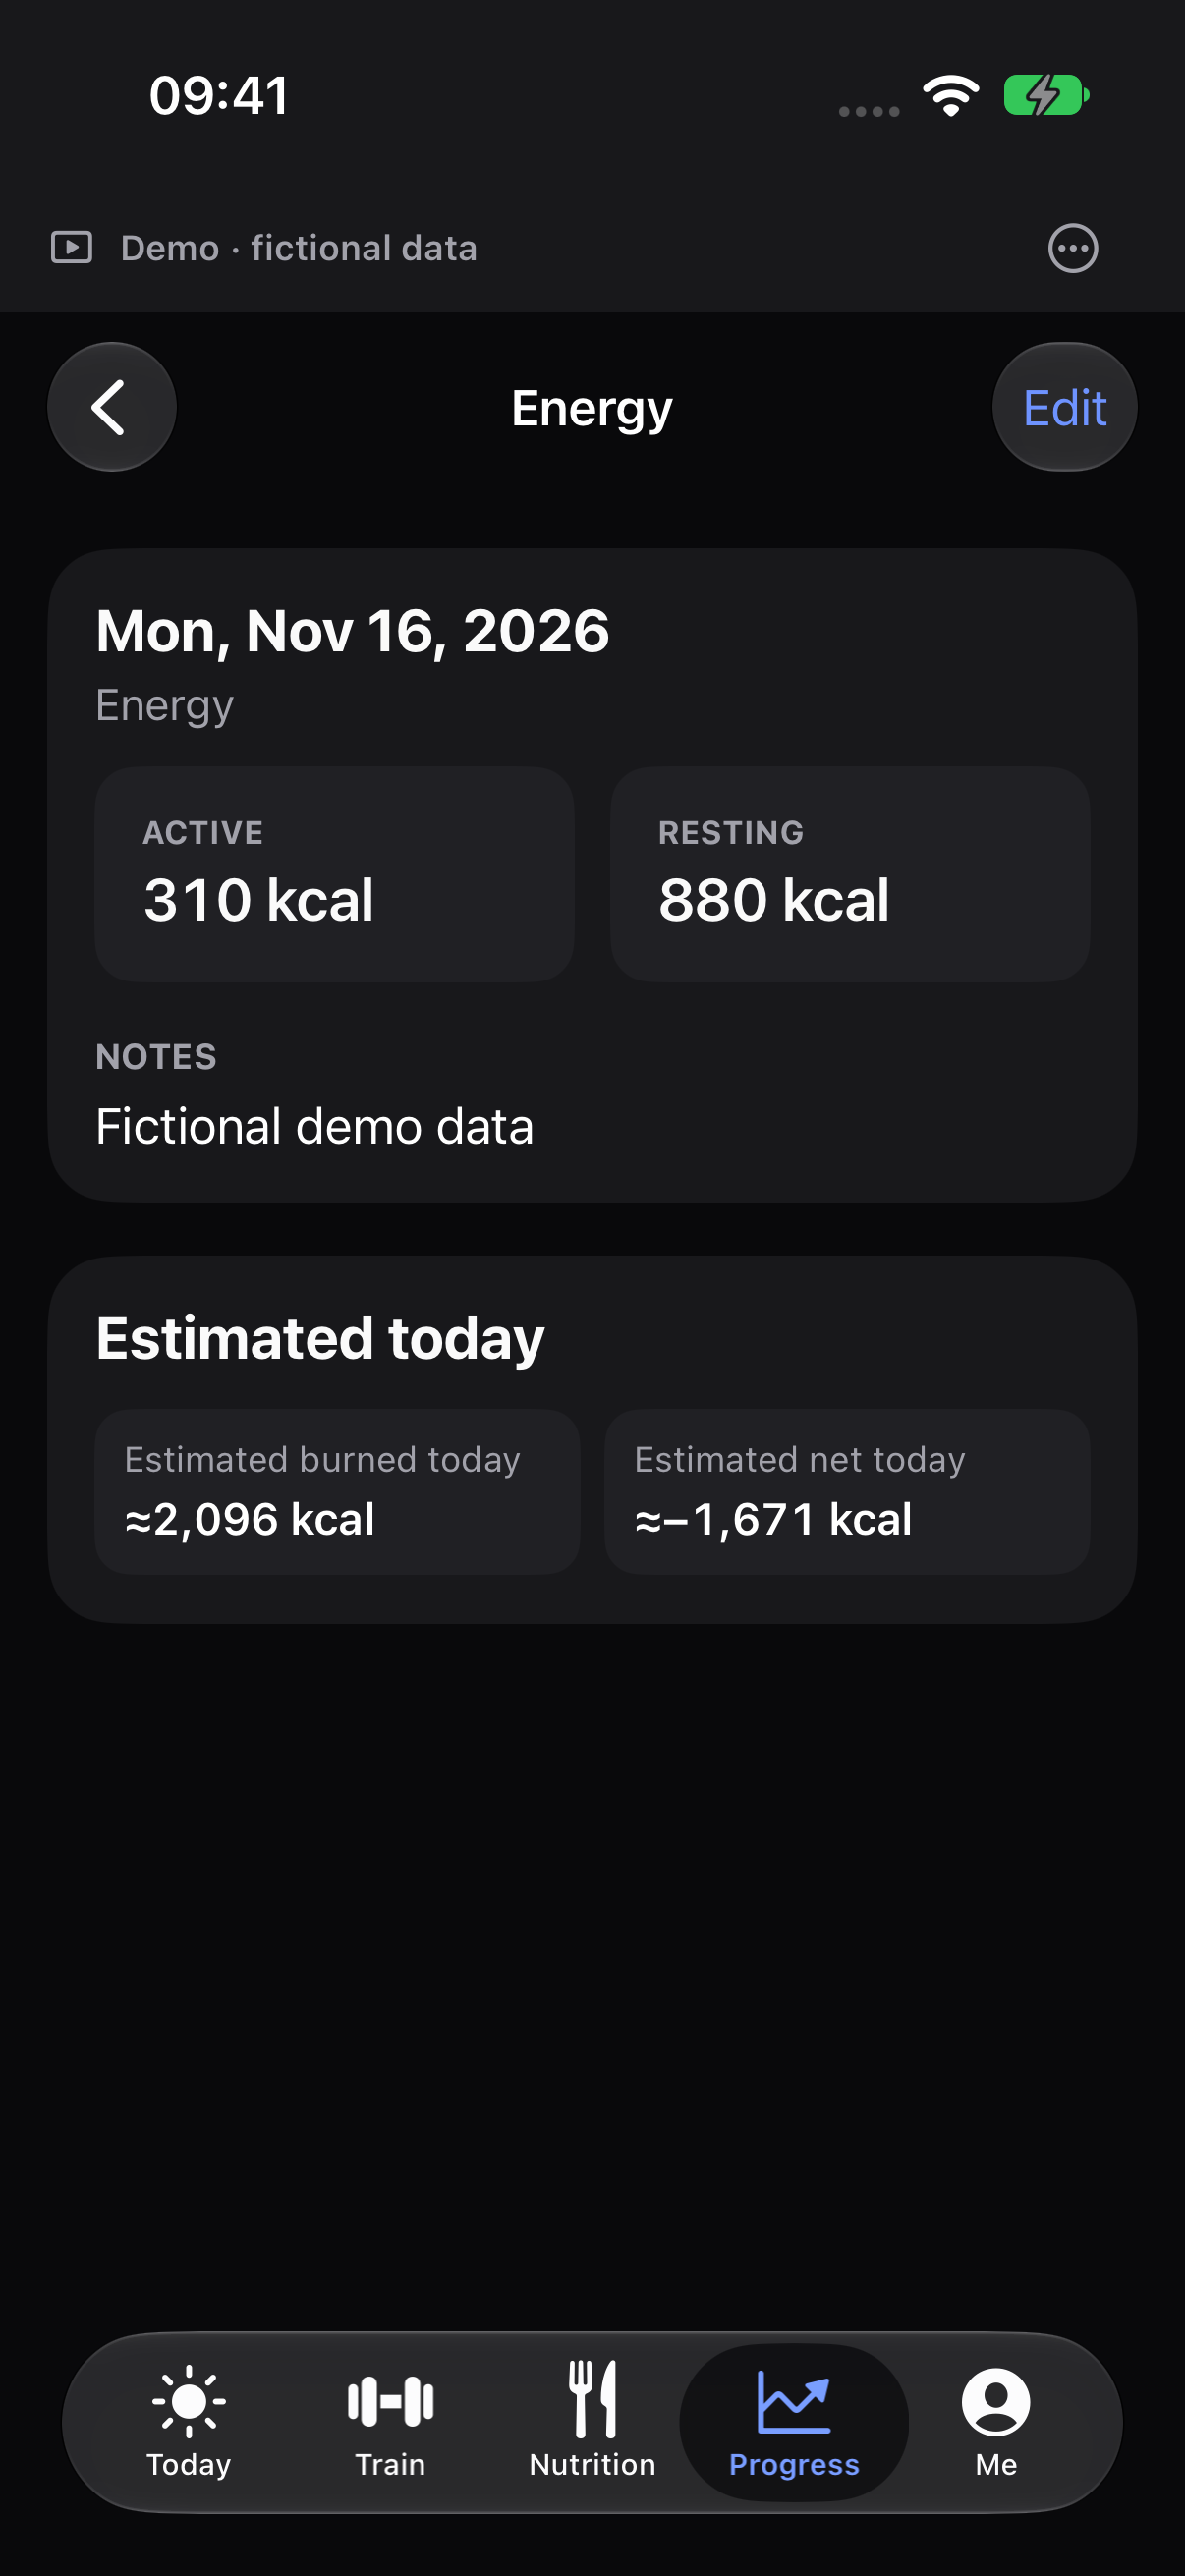 09:41
Demo · fictional data
Energy
Edit
Mon, Nov 16, 2026
Energy
ACTIVE
310 kcal
RESTING
880 kcal
NOTES
Fictional demo data
Estimated today
Estimated burned today
≈2,096 kcal
Estimated net today
≈−1,671 kcal
Today
Train
Nutrition
Progress
Me